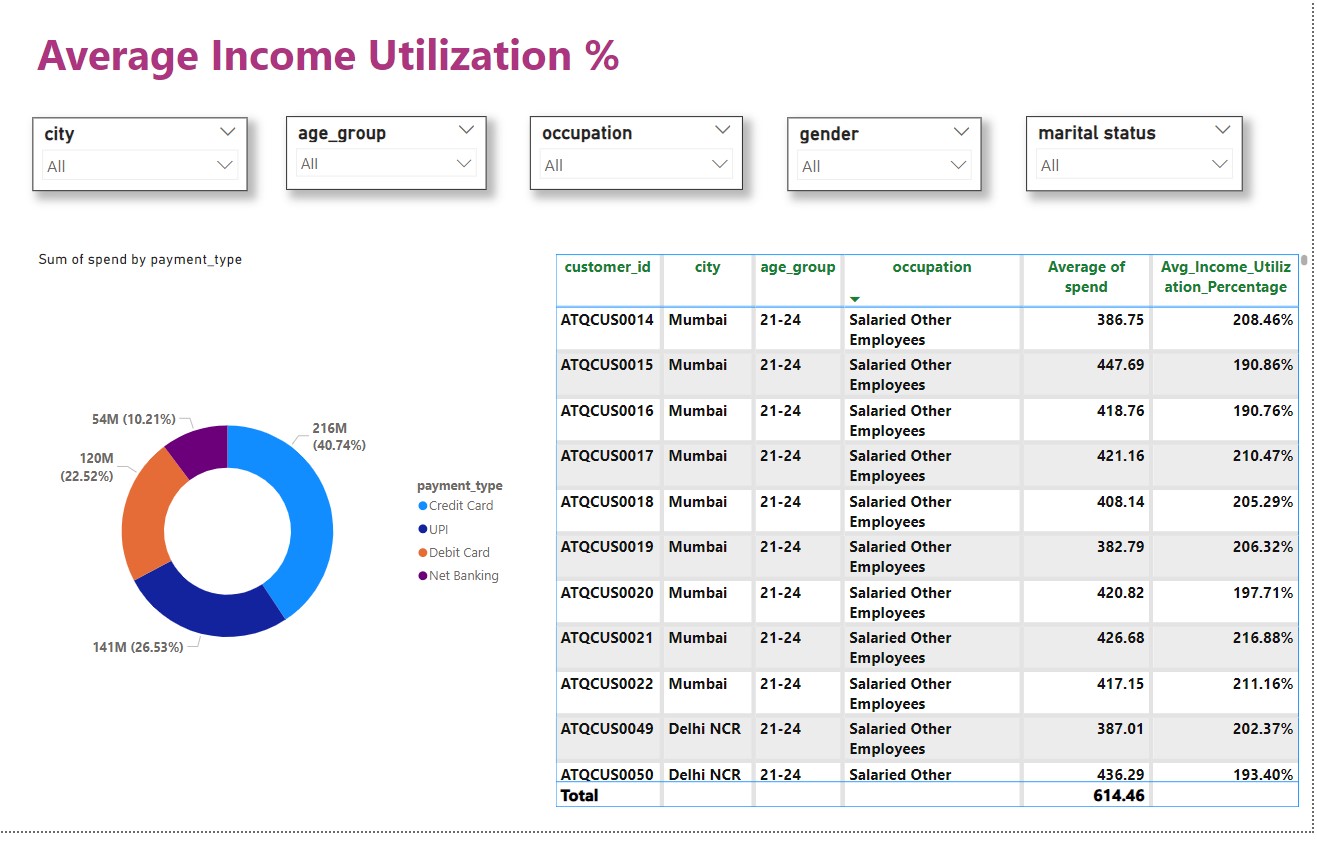 Average Income Utilization %
city
All
age_group
All
occupation
All
gender
All
marital status
All
Sum of spend by payment_type
54M (10.21%)
216M
(40.74%)
120M
(22.52%)
141M (26.53%)
payment_type
Credit Card
UPI
Debit Card
Net Banking
customer_id city age_group occupation Average of Avg_Income_Utiliz
spend ation_Percentage
ATQCUS0014 Mumbai 21-24 Salaried Other 386.75 208.46%
Employees
ATQCUS0015 Mumbai 21-24 Salaried Other 447.69 190.86%
Employees
ATQCUS0016 Mumbai 21-24 Salaried Other 418.76 190.76%
Employees
ATQCUS0017 Mumbai 21-24 Salaried Other 421.16 210.47%
Employees
ATQCUS0018 Mumbai 21-24 Salaried Other 408.14 205.29%
Employees
ATQCUS0019 Mumbai 21-24 Salaried Other 382.79 206.32%
Employees
ATQCUS0020 Mumbai 21-24 Salaried Other 420.82 197.71%
Employees
ATQCUS0021 Mumbai 21-24 Salaried Other 426.68 216.88%
Employees
ATQCUS0022 Mumbai 21-24 Salaried Other 417.15 211.16%
Employees
ATQCUS0049 Delhi NCR 21-24 Salaried Other 387.01 202.37%
Employees
ATQCUS0050 Delhi NCR 21-24 Salaried Other 436.29 193.40%
Total 614.46